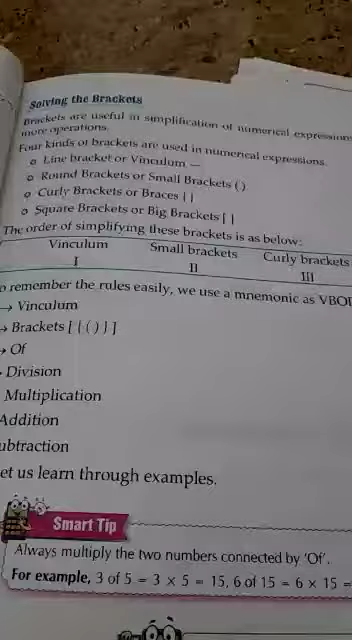 Solving the Brackets
Brackets are useful in simplification of numerical expression
more operations.
Four kinds of brackets are used in numerical expressions.
o Line bracket or Vinculum —
o Round Brackets or Small Brackets ( )
o Curly Brackets or Braces { }
o Square Brackets or Big Brackets [ ]
The order of simplifying these brackets is as below:
Vinculum Small brackets Curly brackets
I II III
o remember the rules easily, we use a mnemonic as VBOD
→ Vinculum
→ Brackets [ { ( ) } ]
→ Of
Division
Multiplication
Addition
ubtraction
et us learn through examples.
Smart Tip
Always multiply the two numbers connected by 'Of'.
For example, 3 of 5 = 3 × 5 = 15, 6 of 15 = 6 × 15 =